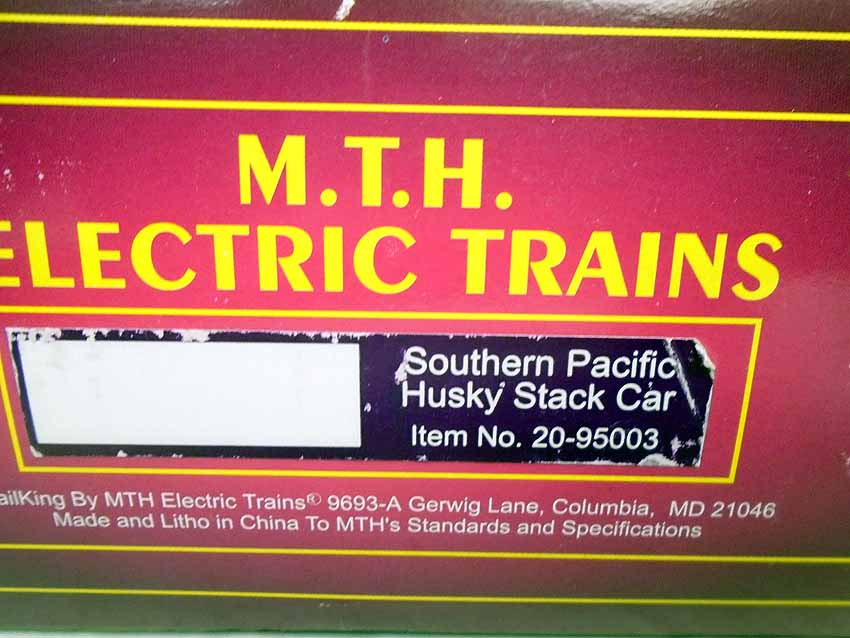 M.T.H.
ELECTRIC TRAINS
Southern Pacific
Husky Stack Car
Item No. 20-95003
ailKing By MTH Electric Trains® 9693-A Gerwig Lane, Columbia, MD 21046
Made and Litho in China To MTH's Standards and Specifications